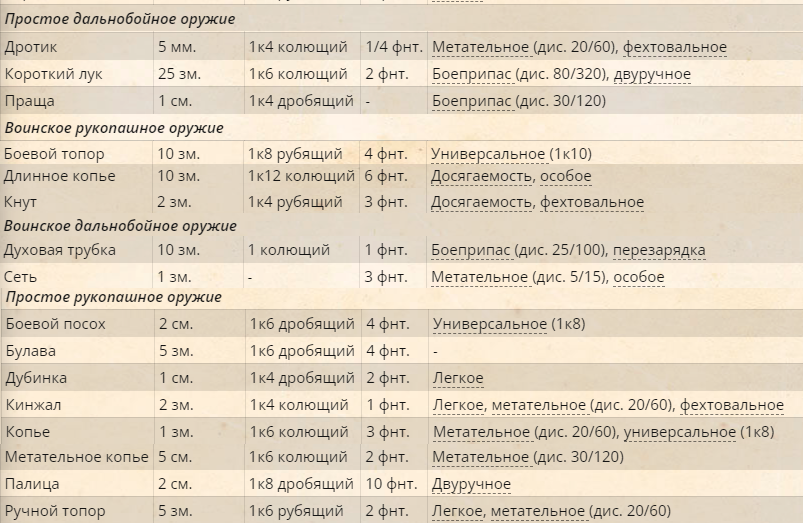 Простое дальнобойное оружие
Дротик 5 мм. 1к4 колющий 1/4 фнт. Метательное (дис. 20/60), фехтовальное
Короткий лук 25 зм. 1к6 колющий 2 фнт. Боеприпас (дис. 80/320), двуручное
Праща 1 см. 1к4 дробящий - Боеприпас (дис. 30/120)
Воинское рукопашное оружие
Боевой топор 10 зм. 1к8 рубящий 4 фнт. Универсальное (1к10)
Длинное копье 10 зм. 1к12 колющий 6 фнт. Досягаемость, особое
Кнут 2 зм. 1к4 рубящий 3 фнт. Досягаемость, фехтовальное
Воинское дальнобойное оружие
Духовая трубка 10 зм. 1 колющий 1 фнт. Боеприпас (дис. 25/100), перезарядка
Сеть 1 зм. - 3 фнт. Метательное (дис. 5/15), особое
Простое рукопашное оружие
Боевой посох 2 см. 1к6 дробящий 4 фнт. Универсальное (1к8)
Булава 5 зм. 1к6 дробящий 4 фнт. -
Дубинка 1 см. 1к4 дробящий 2 фнт. Легкое
Кинжал 2 зм. 1к4 колющий 1 фнт. Легкое, метательное (дис. 20/60), фехтовальное
Копье 1 зм. 1к6 колющий 3 фнт. Метательное (дис. 20/60), универсальное (1к8)
Метательное копье 5 см. 1к6 колющий 2 фнт. Метательное (дис. 30/120)
Палица 2 см. 1к8 дробящий 10 фнт. Двуручное
Ручной топор 5 зм. 1к6 рубящий 2 фнт. Легкое, метательное (дис. 20/60)